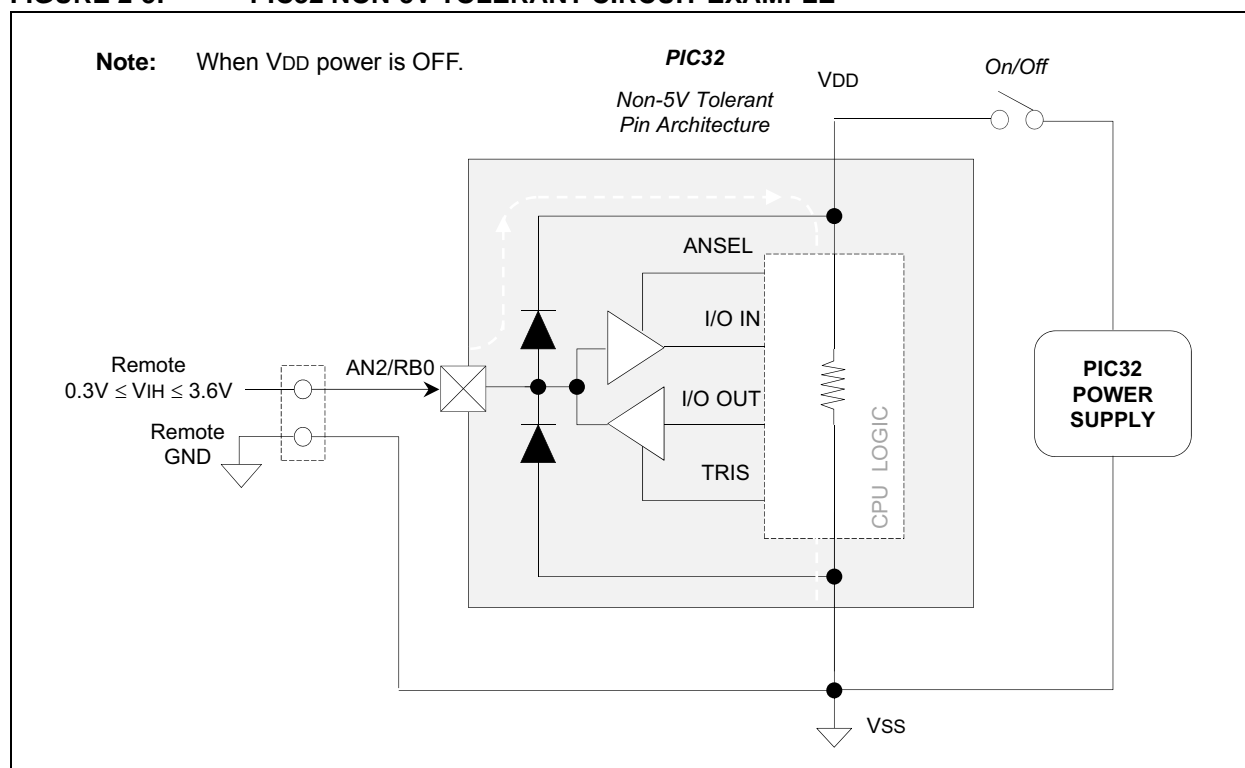 Note: When VDD power is OFF.
PIC32
Non-5V Tolerant
Pin Architecture
VDD
On/Off
ANSEL
I/O IN
AN2/RB0
Remote
0.3V ≤ VIH ≤ 3.6V
I/O OUT
Remote
GND
TRIS
CPU LOGIC
PIC32
POWER
SUPPLY
VSS